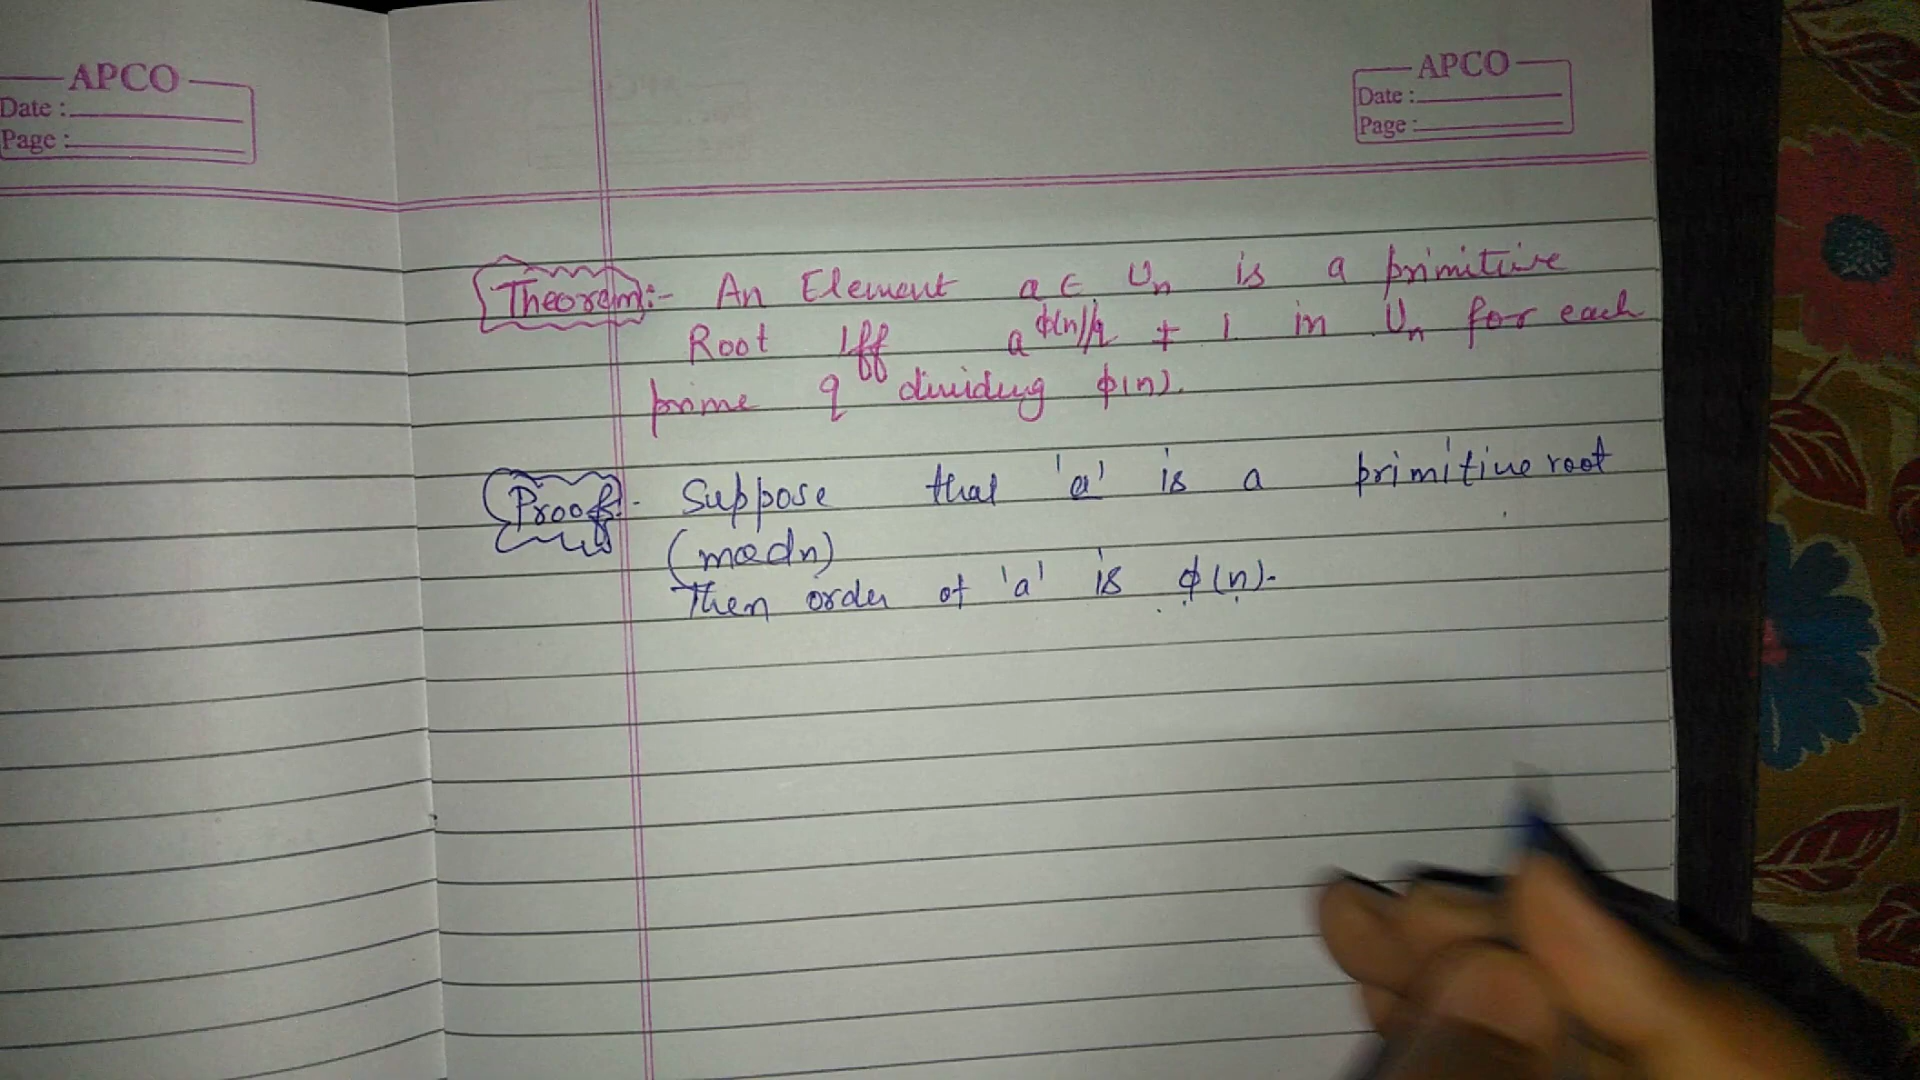 APCO
Date :
Page :
APCO
Date :
Page :
Theorem:- An Element a ∈ Un is a primitive
Root iff a^ϕ(n)/q ≠ 1 in Un for each
prime q dividing ϕ(n).
Proof:- Suppose that 'a' is a primitive root
(mod n)
Then order of 'a' is ϕ(n).